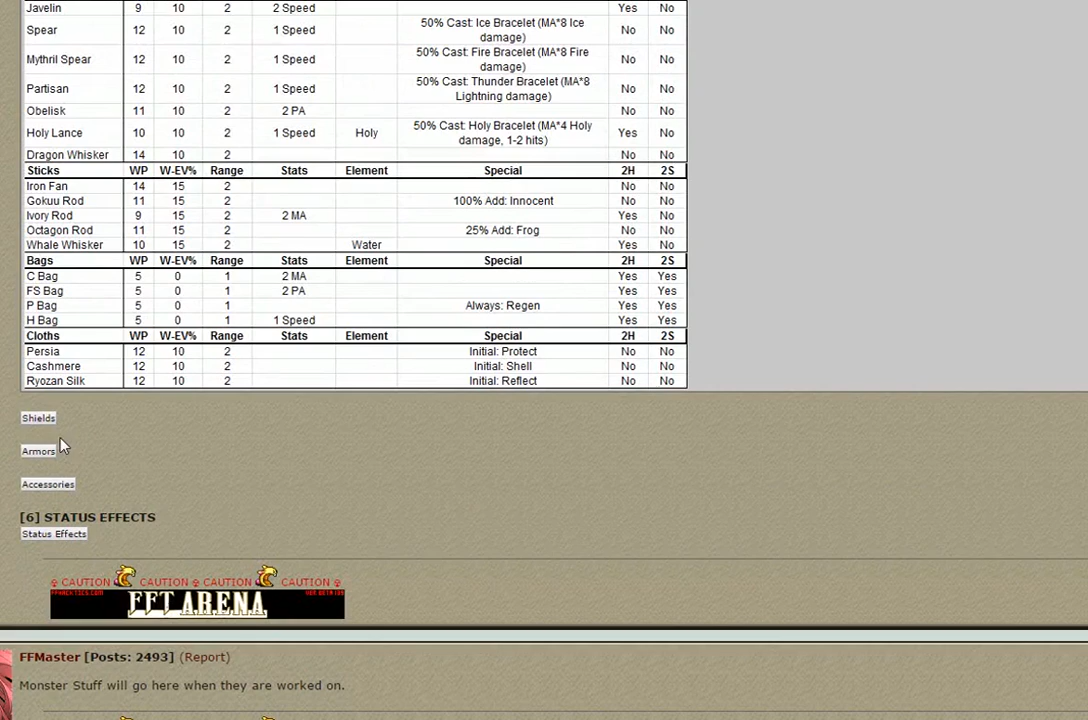 Javelin 9 10 2 2 Speed Yes No
Spear 12 10 2 1 Speed 50% Cast: Ice Bracelet (MA*8 Ice damage) No No
Mythril Spear 12 10 2 1 Speed 50% Cast: Fire Bracelet (MA*8 Fire damage) No No
Partisan 12 10 2 1 Speed 50% Cast: Thunder Bracelet (MA*8 Lightning damage) No No
Obelisk 11 10 2 2 PA No No
Holy Lance 10 10 2 1 Speed Holy 50% Cast: Holy Bracelet (MA*4 Holy damage, 1-2 hits) Yes No
Dragon Whisker 14 10 2 No No
Sticks WP W-EV% Range Stats Element Special 2H 2S
Iron Fan 14 15 2 No No
Gokuu Rod 11 15 2 100% Add: Innocent No No
Ivory Rod 9 15 2 2 MA Yes No
Octagon Rod 11 15 2 25% Add: Frog No No
Whale Whisker 10 15 2 Water Yes No
Bags WP W-EV% Range Stats Element Special 2H 2S
C Bag 5 0 1 2 MA Yes Yes
FS Bag 5 0 1 2 PA Yes Yes
P Bag 5 0 1 Always: Regen Yes Yes
H Bag 5 0 1 1 Speed Yes Yes
Cloths WP W-EV% Range Stats Element Special 2H 2S
Persia 12 10 2 Initial: Protect No No
Cashmere 12 10 2 Initial: Shell No No
Ryozan Silk 12 10 2 Initial: Reflect No No
Shields
Armors
Accessories
[6] STATUS EFFECTS
Status Effects
CAUTION CAUTION CAUTION CAUTION
FFHACKTICS.COM
FFT ARENA
FFMaster [Posts: 2493] (Report)
Monster Stuff will go here when they are worked on.